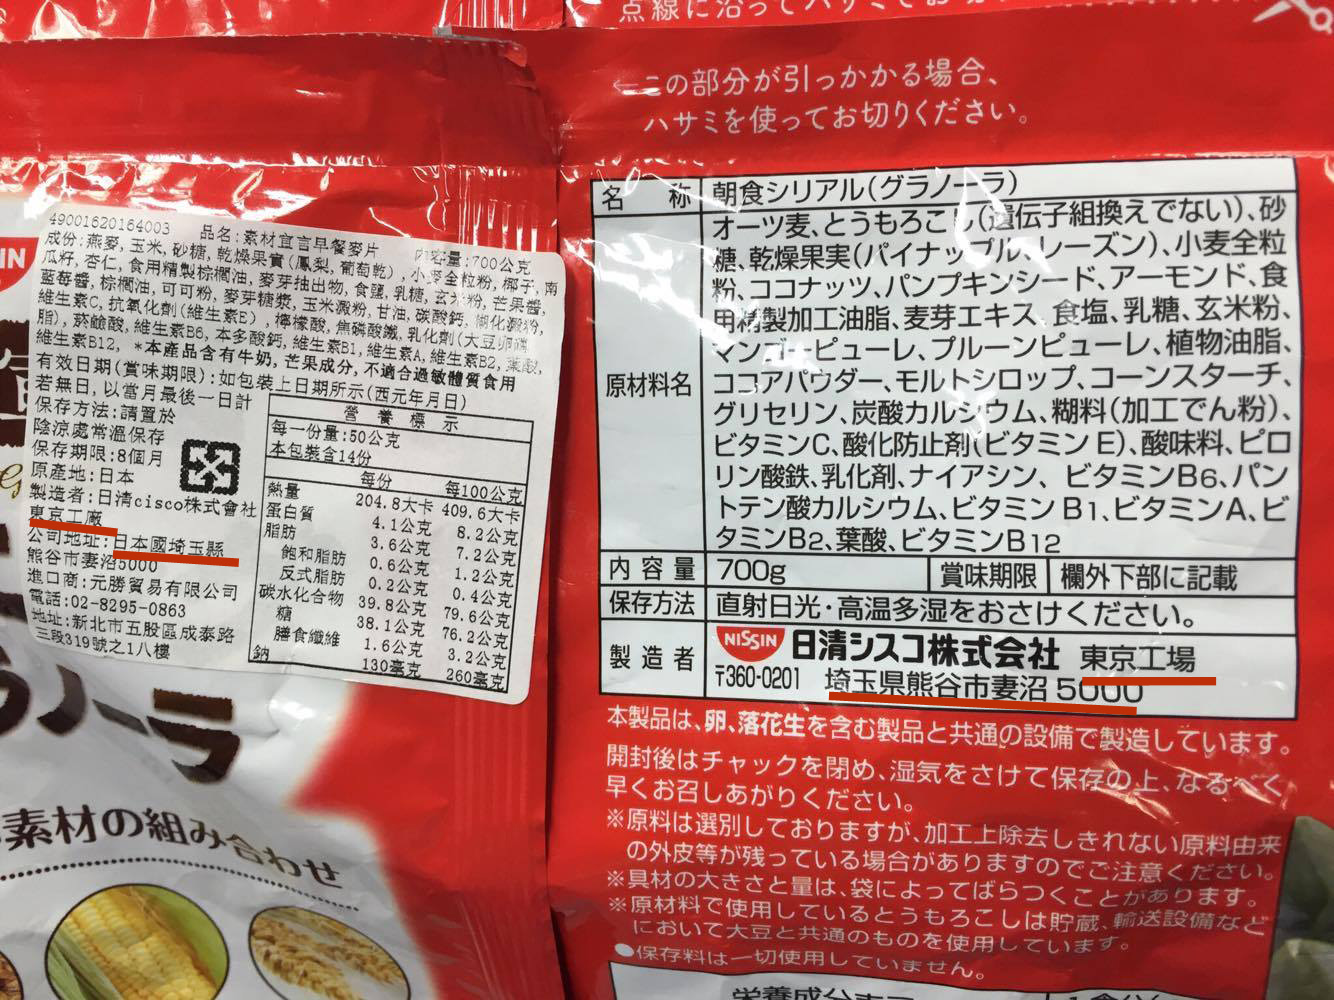 点線に沿ってハサミでお切
←この部分が引っかかる場合、
ハサミを使ってお切りください。
IN
49001620164003 品名:素材宜言早餐麥片
成份:燕麥,玉米,砂糖,乾燥果實(鳳梨,葡萄乾),小麥全粒粉,椰子,南
內容量:700公克
瓜籽,杏仁,食用精製棕櫚油,麥芽抽出物,食鹽,乳糖,玄米粉,芒果醬,
藍莓醬,棕櫚油,可可粉,麥芽糖漿,玉米澱粉,甘油,碳酸鈣,糊化澱粉,
維生素C,抗氧化劑(維生素E),檸檬酸,焦磷酸鐵,乳化劑(大豆卵磷
脂),菸鹼酸,維生素B6,本多酸鈣,維生素B1,維生素A,維生素B2,葉酸,
維生素B12, *本產品含有牛奶,芒果成分,不適合過敏體質食用
有效日期(賞味期限):如包裝上日期所示(西元年月日)
若無日,以當月最後一日計
保存方法:請置於
陰涼處常溫保存
保存期限:8個月
原產地:日本
製造者:日清cisco株式會社
東京工廠
公司地址:日本國埼玉縣
熊谷市妻沼5000
進口商:元勝貿易有限公司
電話:02-8295-0863
地址:新北市五股區成泰路
三段319號之1八樓
營養標示
每一份量:50公克
本包裝含14份
每份 每100公克
熱量 204.8大卡 409.6大卡
蛋白質 4.1公克 8.2公克
脂肪 3.6公克 7.2公克
飽和脂肪 0.6公克 1.2公克
反式脂肪 0.2公克 0.4公克
碳水化合物 39.8公克 79.6公克
糖 38.1公克 76.2公克
膳食纖維 1.6公克 3.2公克
鈉 130毫克 260毫克
ノーラ
素材の組み合わせ
名称 朝食シリアル(グラノーラ)
原材料名
オーツ麦、とうもろこし(遺伝子組換えでない)、砂
糖、乾燥果実(パイナップル、レーズン)、小麦全粒
粉、ココナッツ、パンプキンシード、アーモンド、食
用精製加工油脂、麦芽エキス、食塩、乳糖、玄米粉、
マンゴーピューレ、プルーンピューレ、植物油脂、
ココアパウダー、モルトシロップ、コーンスターチ、
グリセリン、炭酸カルシウム、糊料(加工でん粉)、
ビタミンC、酸化防止剤(ビタミンE)、酸味料、ピロ
リン酸鉄、乳化剤、ナイアシン、ビタミンB6、パン
トテン酸カルシウム、ビタミンB1、ビタミンA、ビ
タミンB2、葉酸、ビタミンB12
内容量 700g 賞味期限 欄外下部に記載
保存方法 直射日光・高温多湿をおさけください。
製造者 NISSIN 日清シスコ株式会社 東京工場
〒360-0201 埼玉県熊谷市妻沼 5000
本製品は、卵、落花生を含む製品と共通の設備で製造しています。
開封後はチャックを閉め、湿気をさけて保存の上、なるべく
早くお召しあがりください。
※原料は選別しておりますが、加工上除去しきれない原料由来
の外皮等が残っている場合がありますのでご注意ください。
※具材の大きさと量は、袋によってばらつくことがあります。
※原材料で使用しているとうもろこしは貯蔵、輸送設備など
において大豆と共通のものを使用しています。
●保存料は一切使用していません。